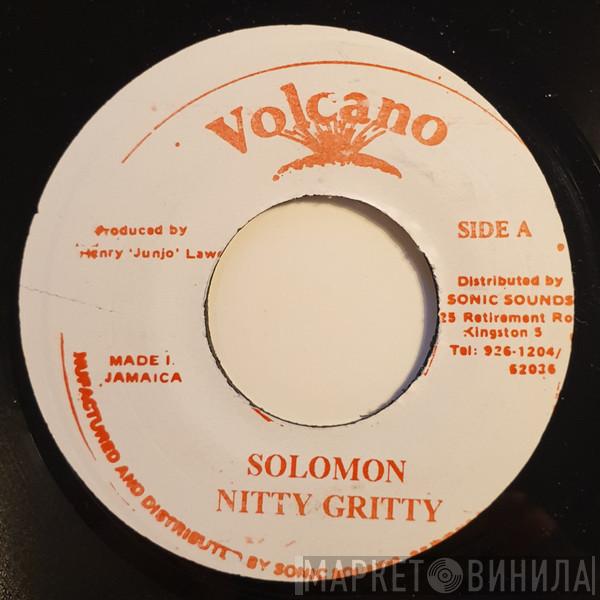 Volcano
Produced by
Henry 'Junjo' Law
SIDE A
Distributed by
SONIC SOUNDS
25 Retirement Ro
Kingston 5
Tel: 926-1204/
62036
MADE I.
JAMAICA
SOLOMON
NITTY GRITTY
NUFACTURED AND DISTRIBUTE BY SONIC
МАРКЕТ ВИНИЛА